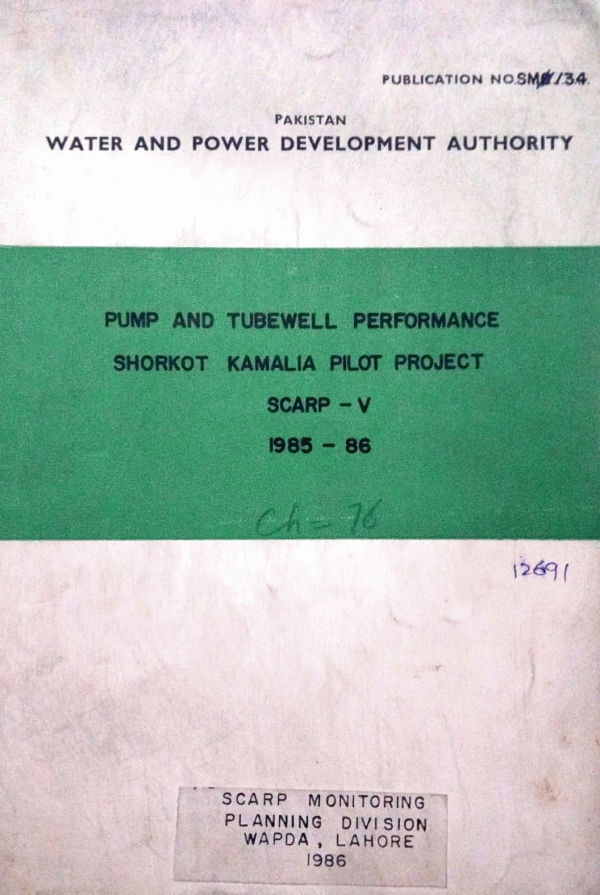 PUBLICATION NO.SM/134.
PAKISTAN
WATER AND POWER DEVELOPMENT AUTHORITY
PUMP AND TUBEWELL PERFORMANCE
SHORKOT KAMALIA PILOT PROJECT
SCARP - V
1985 - 86
Ch = 76
12691
SCARP MONITORING
PLANNING DIVISION
WAPDA, LAHORE
1986